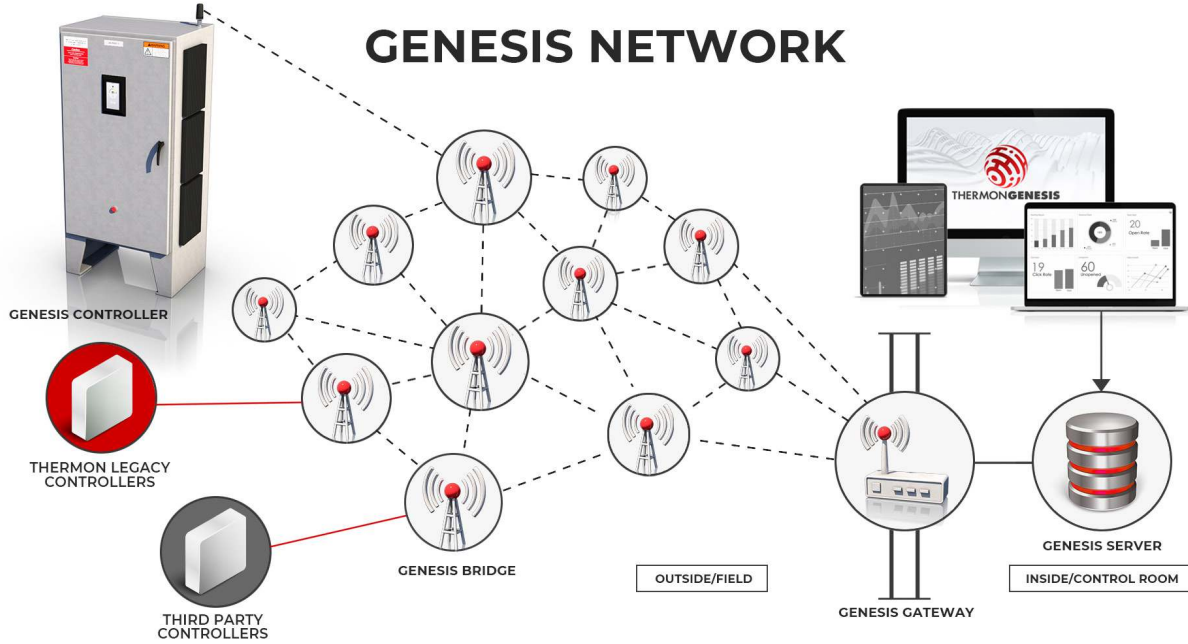 GENESIS NETWORK
THERMONGENESIS
20
Open Rate
19
Click Rate
60
Unopened
GENESIS CONTROLLER
THERMON LEGACY
CONTROLLERS
THIRD PARTY
CONTROLLERS
GENESIS BRIDGE
OUTSIDE/FIELD
GENESIS GATEWAY
GENESIS SERVER
INSIDE/CONTROL ROOM